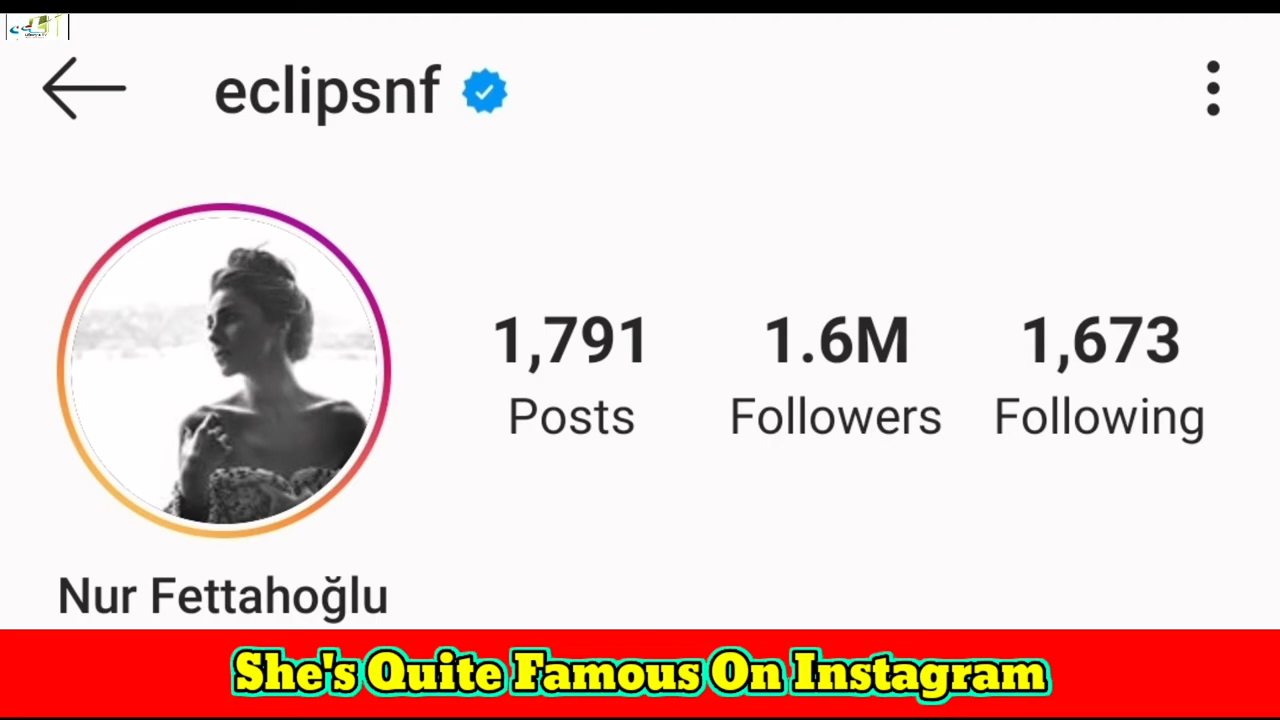 eclipsnf
1,791 1.6M 1,673
Posts Followers Following
Nur Fettahoğlu
She's Quite Famous On Instagram